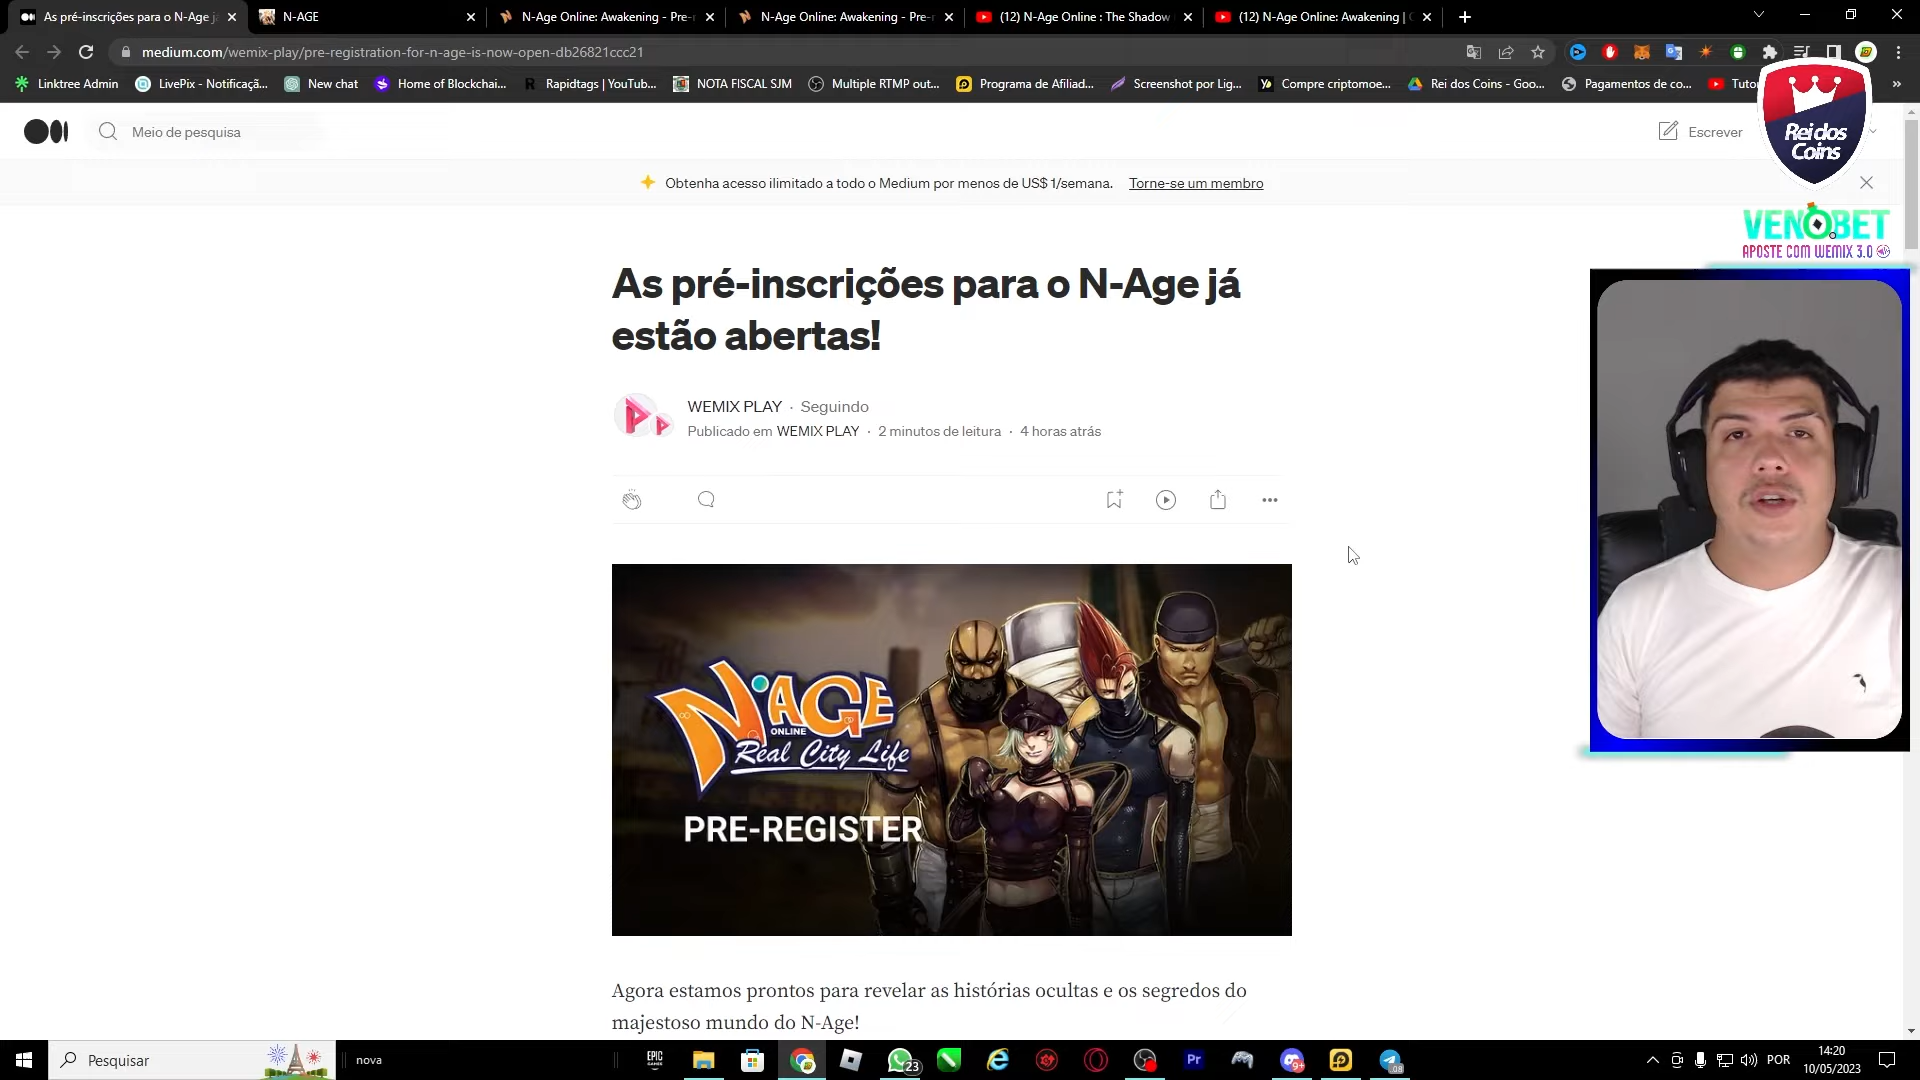 As pré-inscrições para o N-Age já
N-AGE
N-Age Online: Awakening - Pre-r
N-Age Online: Awakening - Pre-r
(12) N-Age Online : The Shadow
(12) N-Age Online: Awakening |
medium.com/wemix-play/pre-registration-for-n-age-is-now-open-db26821ccc21
Linktree Admin
LivePix - Notificaçã...
New chat
Home of Blockchai...
Rapidtags | YouTub...
NOTA FISCAL SJM
Multiple RTMP out...
Programa de Afiliad...
Screenshot por Lig...
Compre criptomoe...
Rei dos Coins - Goo...
Pagamentos de co...
Tuto
»
Rei dos
Coins
Meio de pesquisa
Escrever
Obtenha acesso ilimitado a todo o Medium por menos de US$ 1/semana. Torne-se um membro
VENOBET
APOSTE COM WEMIX 3.0
As pré-inscrições para o N-Age já
estão abertas!
WEMIX PLAY · Seguindo
Publicado em WEMIX PLAY · 2 minutos de leitura · 4 horas atrás
N-AGE
ONLINE
Real City Life
PRE-REGISTER
Agora estamos prontos para revelar as histórias ocultas e os segredos do
majestoso mundo do N-Age!
Pesquisar
nova
EPIC
GAMES
23
Pr
9+
POR
14:20
10/05/2023